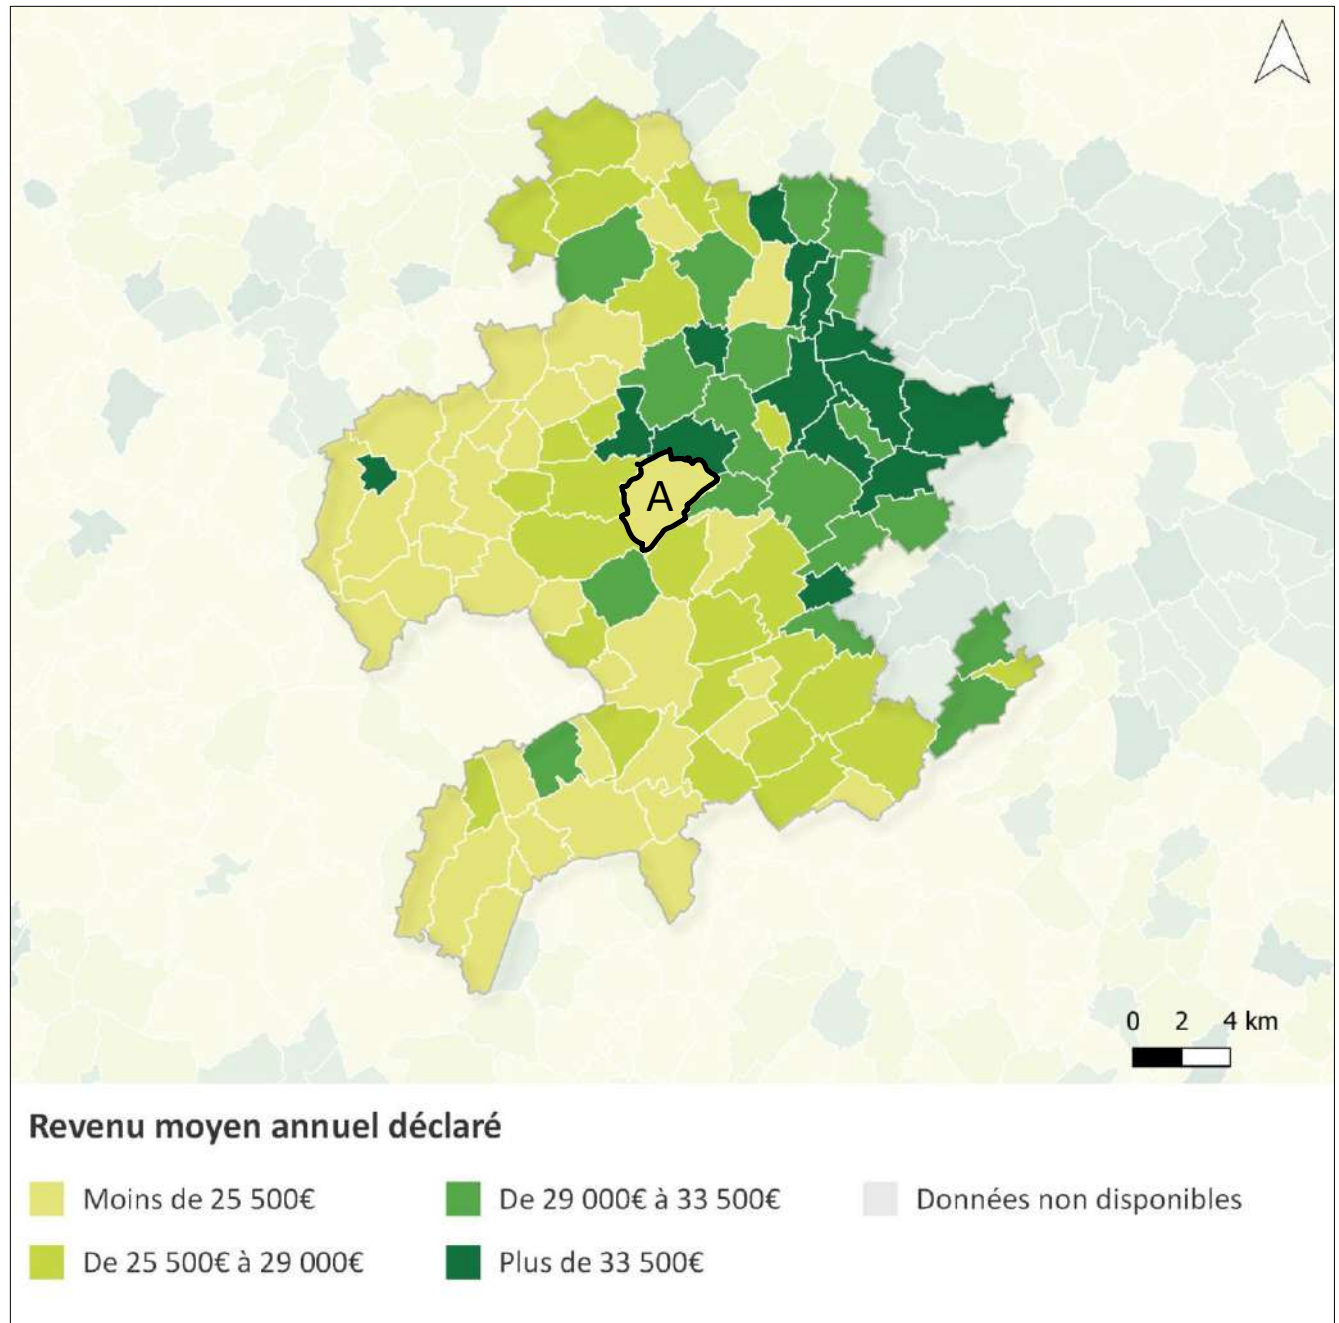 A
0 2 4 km
Revenu moyen annuel déclaré
Moins de 25 500€
De 29 000€ à 33 500€
Données non disponibles
De 25 500€ à 29 000€
Plus de 33 500€